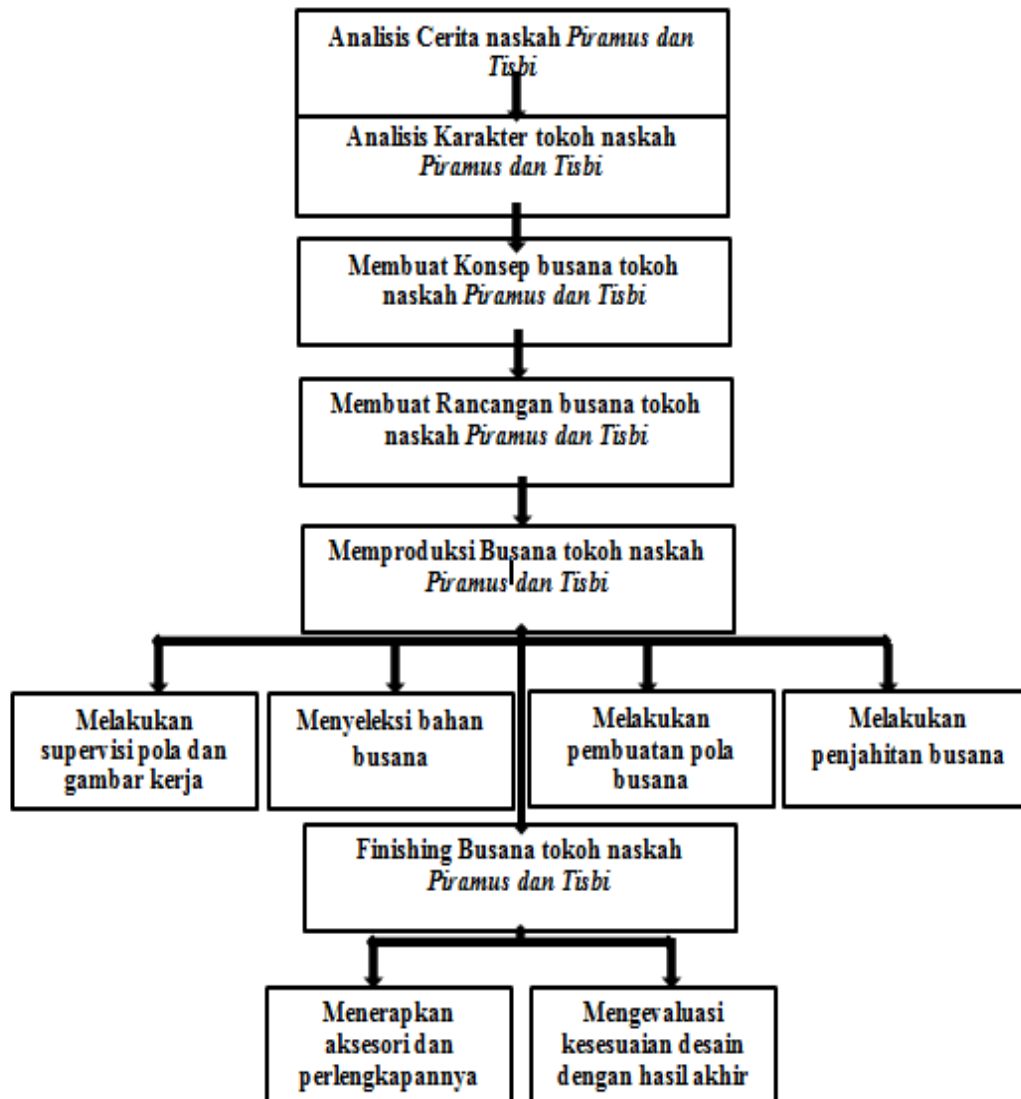 Analisis Cerita naskah Piramus dan
Tisbi
Analisis Karakter tokoh naskah
Piramus dan Tisbi
Membuat Konsep busana tokoh
naskah Piramus dan Tisbi
Membuat Rancangan busana tokoh
naskah Piramus dan Tisbi
Memproduksi Busana tokoh naskah
Piramus dan Tisbi
Melakukan
supervisi pola dan
gambar kerja
Menyeleksi bahan
busana
Melakukan
pembuatan pola
busana
Melakukan
penjahitan busana
Finishing Busana tokoh naskah
Piramus dan Tisbi
Menerapkan
aksesori dan
perlengkapannya
Mengevaluasi
kesesuaian desain
dengan hasil akhir